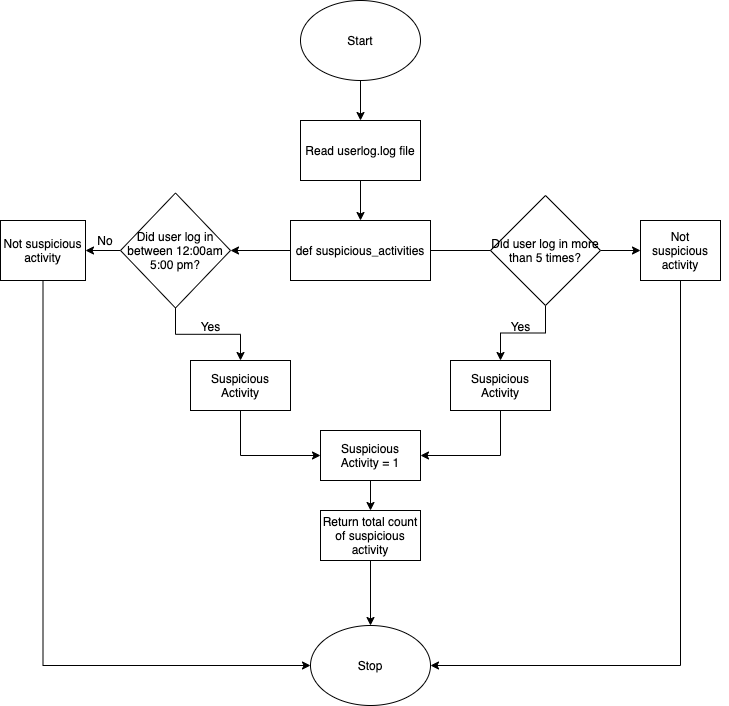 Start
Read userlog.log file
def suspicious_activities
Did user log in
between 12:00am
5:00 pm?
No
Not suspicious
activity
Did user log in more
than 5 times?
Not
suspicious
activity
Yes
Yes
Suspicious
Activity
Suspicious
Activity
Suspicious
Activity = 1
Return total count
of suspicious
activity
Stop